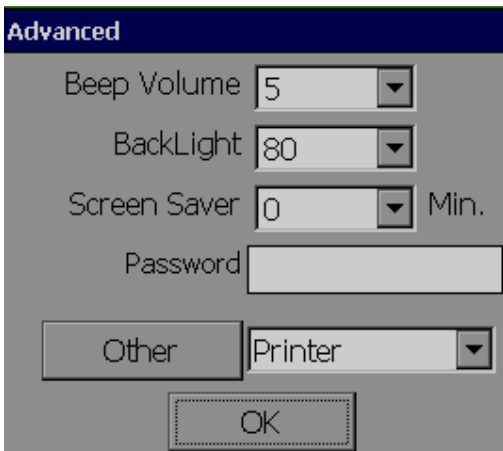 Advanced
Beep Volume 5
BackLight 80
Screen Saver 0 Min.
Password
Other Printer
OK